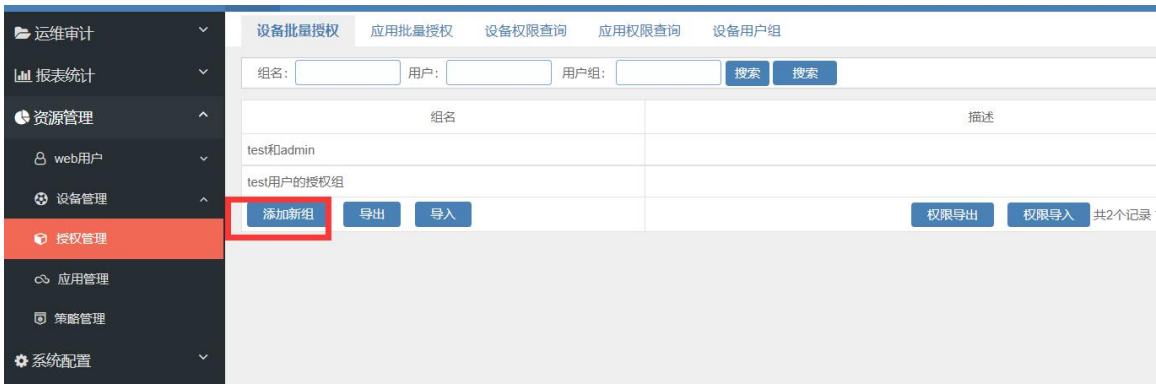 运维审计
报表统计
资源管理
web用户
设备管理
授权管理
应用管理
策略管理
系统配置
设备批量授权 应用批量授权 设备权限查询 应用权限查询 设备用户组
组名: 用户: 用户组: 搜索 搜索
组名 描述
test和admin
test用户的授权组
添加新组 导出 导入 权限导出 权限导入 共2个记录